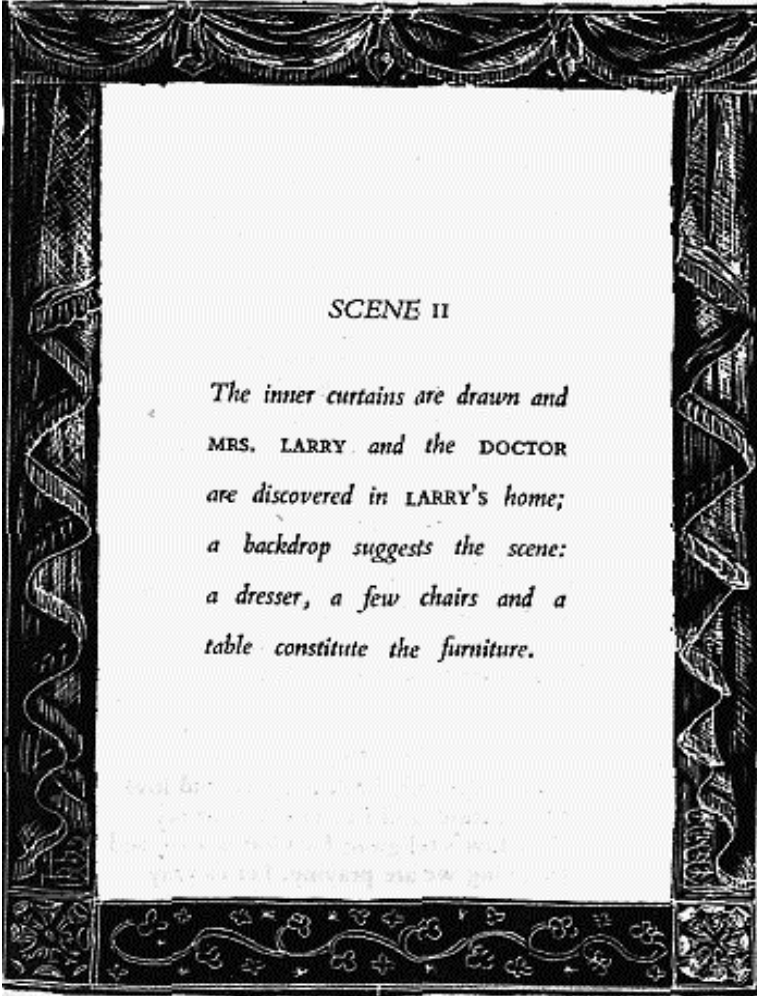 SCENE II
The inner curtains are drawn and
MRS. LARRY and the DOCTOR
are discovered in LARRY'S home;
a backdrop suggests the scene:
a dresser, a few chairs and a
table constitute the furniture.